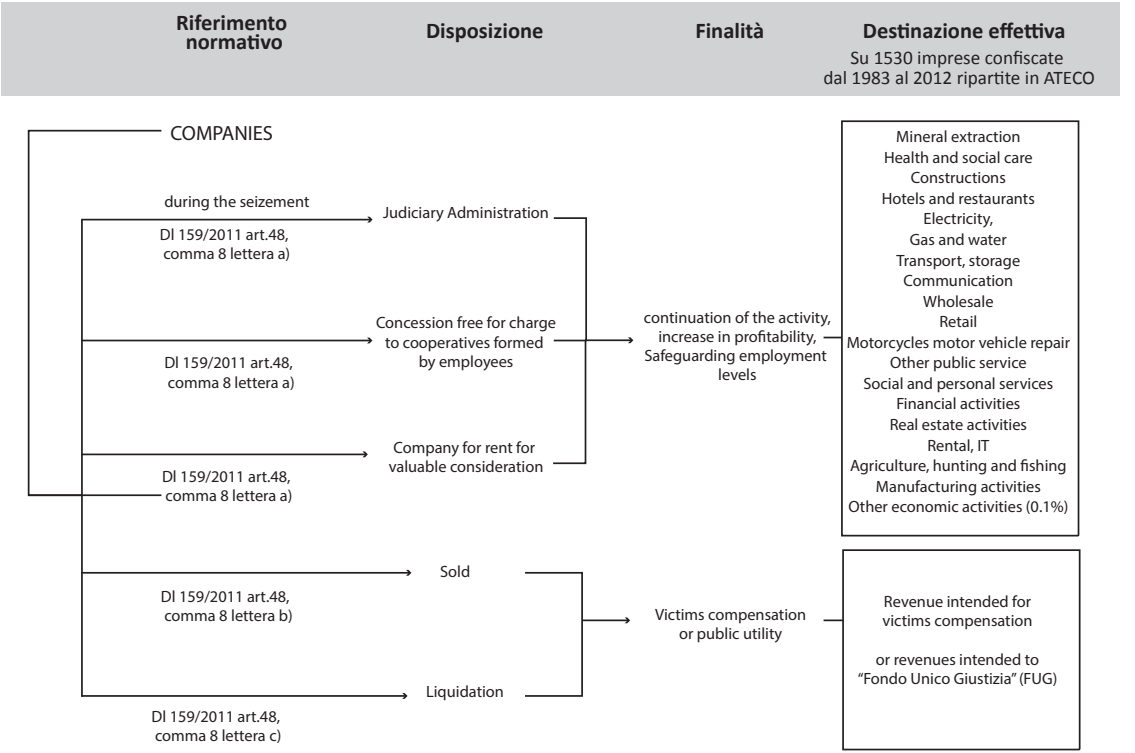 Riferimento
normativo
Disposizione
Finalità
Destinazione effettiva
Su 1530 imprese confiscate
dal 1983 al 2012 ripartite in ATECO
COMPANIES
during the seizement
Dl 159/2011 art.48,
comma 8 lettera a)
Judiciary Administration
Dl 159/2011 art.48,
comma 8 lettera a)
Concession free for charge
to cooperatives formed
by employees
Dl 159/2011 art.48,
comma 8 lettera a)
Company for rent for
valuable consideration
continuation of the activity,
increase in profitability,
Safeguarding employment
levels
Mineral extraction
Health and social care
Constructions
Hotels and restaurants
Electricity,
Gas and water
Transport, storage
Communication
Wholesale
Retail
Motorcycles motor vehicle repair
Other public service
Social and personal services
Financial activities
Real estate activities
Rental, IT
Agriculture, hunting and fishing
Manufacturing activities
Other economic activities (0.1%)
Dl 159/2011 art.48,
comma 8 lettera b)
Sold
Dl 159/2011 art.48,
comma 8 lettera c)
Liquidation
Victims compensation
or public utility
Revenue intended for
victims compensation
or revenues intended to
“Fondo Unico Giustizia” (FUG)